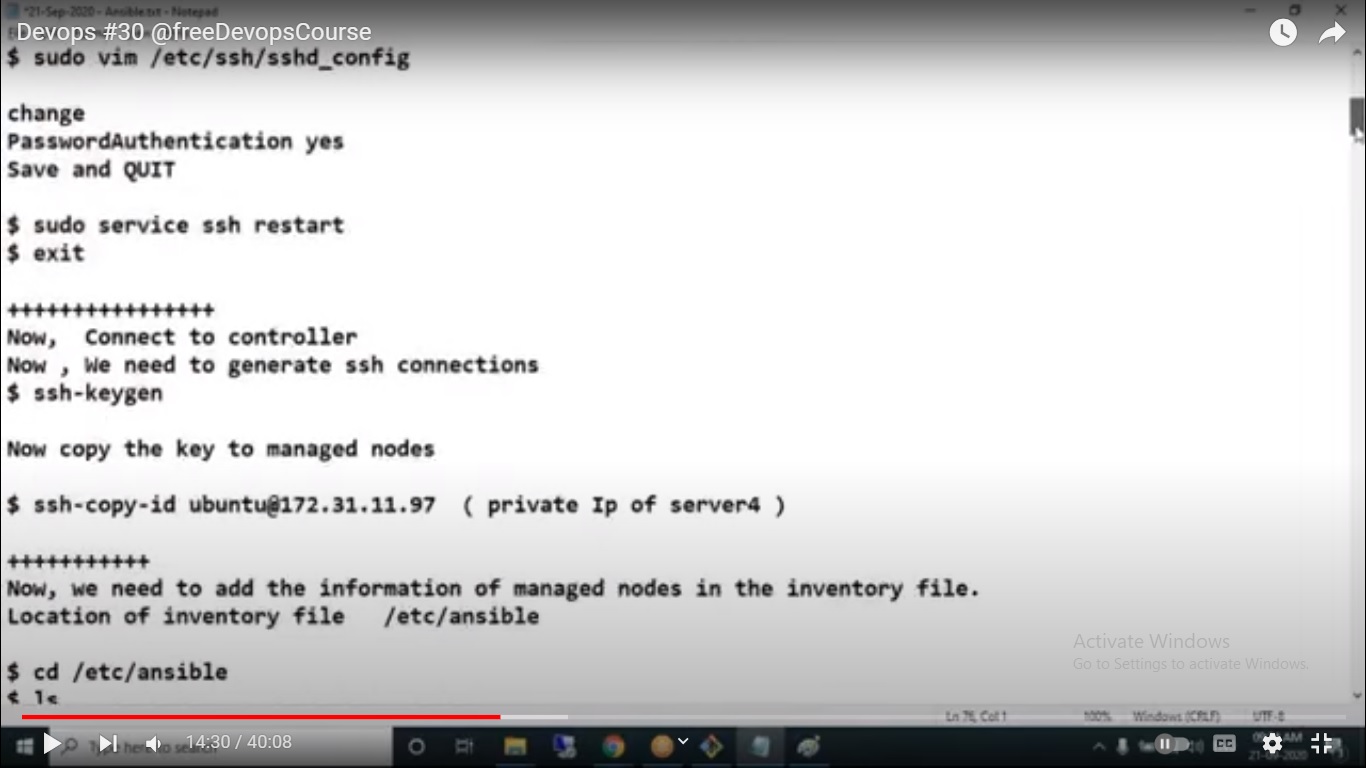 *21-Sep-2020 - Ansible.txt - Notepad
Devops #30 @freeDevopsCourse
$ sudo vim /etc/ssh/sshd_config
change
PasswordAuthentication yes
Save and QUIT
$ sudo service ssh restart
$ exit
++++++++++++++++
Now,  Connect to controller
Now , We need to generate ssh connections
$ ssh-keygen
Now copy the key to managed nodes
$ ssh-copy-id ubuntu@172.31.11.97  ( private Ip of server4 )
+++++++++++
Now, we need to add the information of managed nodes in the inventory file.
Location of inventory file   /etc/ansible
$ cd /etc/ansible
$ ls
Activate Windows
Go to Settings to activate Windows.
Ln 76, Col 1 100% Windows (CRLF) UTF-8
Type here to search
14:30 / 40:08
CC
AM
21-09-2020